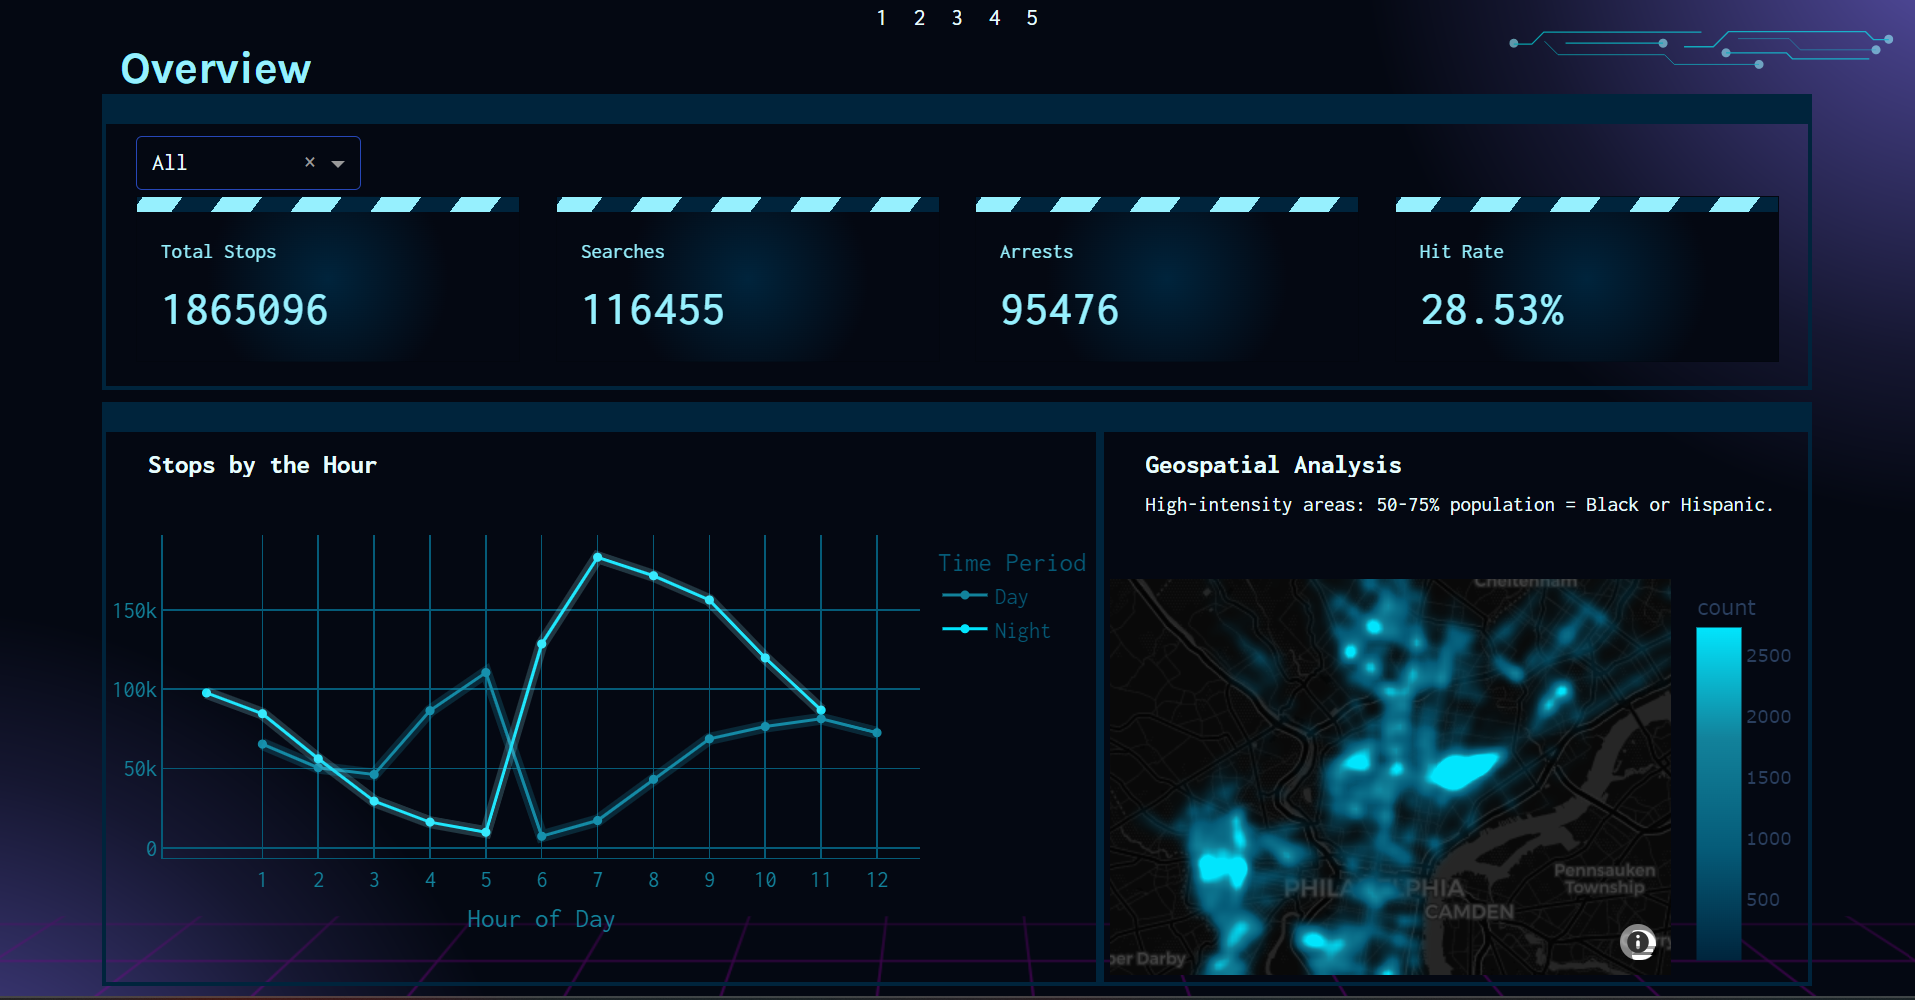 1 2 3 4 5
Overview
All × 
Total Stops
1865096
Searches
116455
Arrests
95476
Hit Rate
28.53%
Stops by the Hour
150k
100k
50k
0
1 2 3 4 5 6 7 8 9 10 11 12
Hour of Day
Time Period
Day
Night
Geospatial Analysis
High-intensity areas: 50-75% population = Black or Hispanic.
Cheltenham
PHILADELPHIA
CAMDEN
Pennsauken
Township
per Darby
count
2500
2000
1500
1000
500